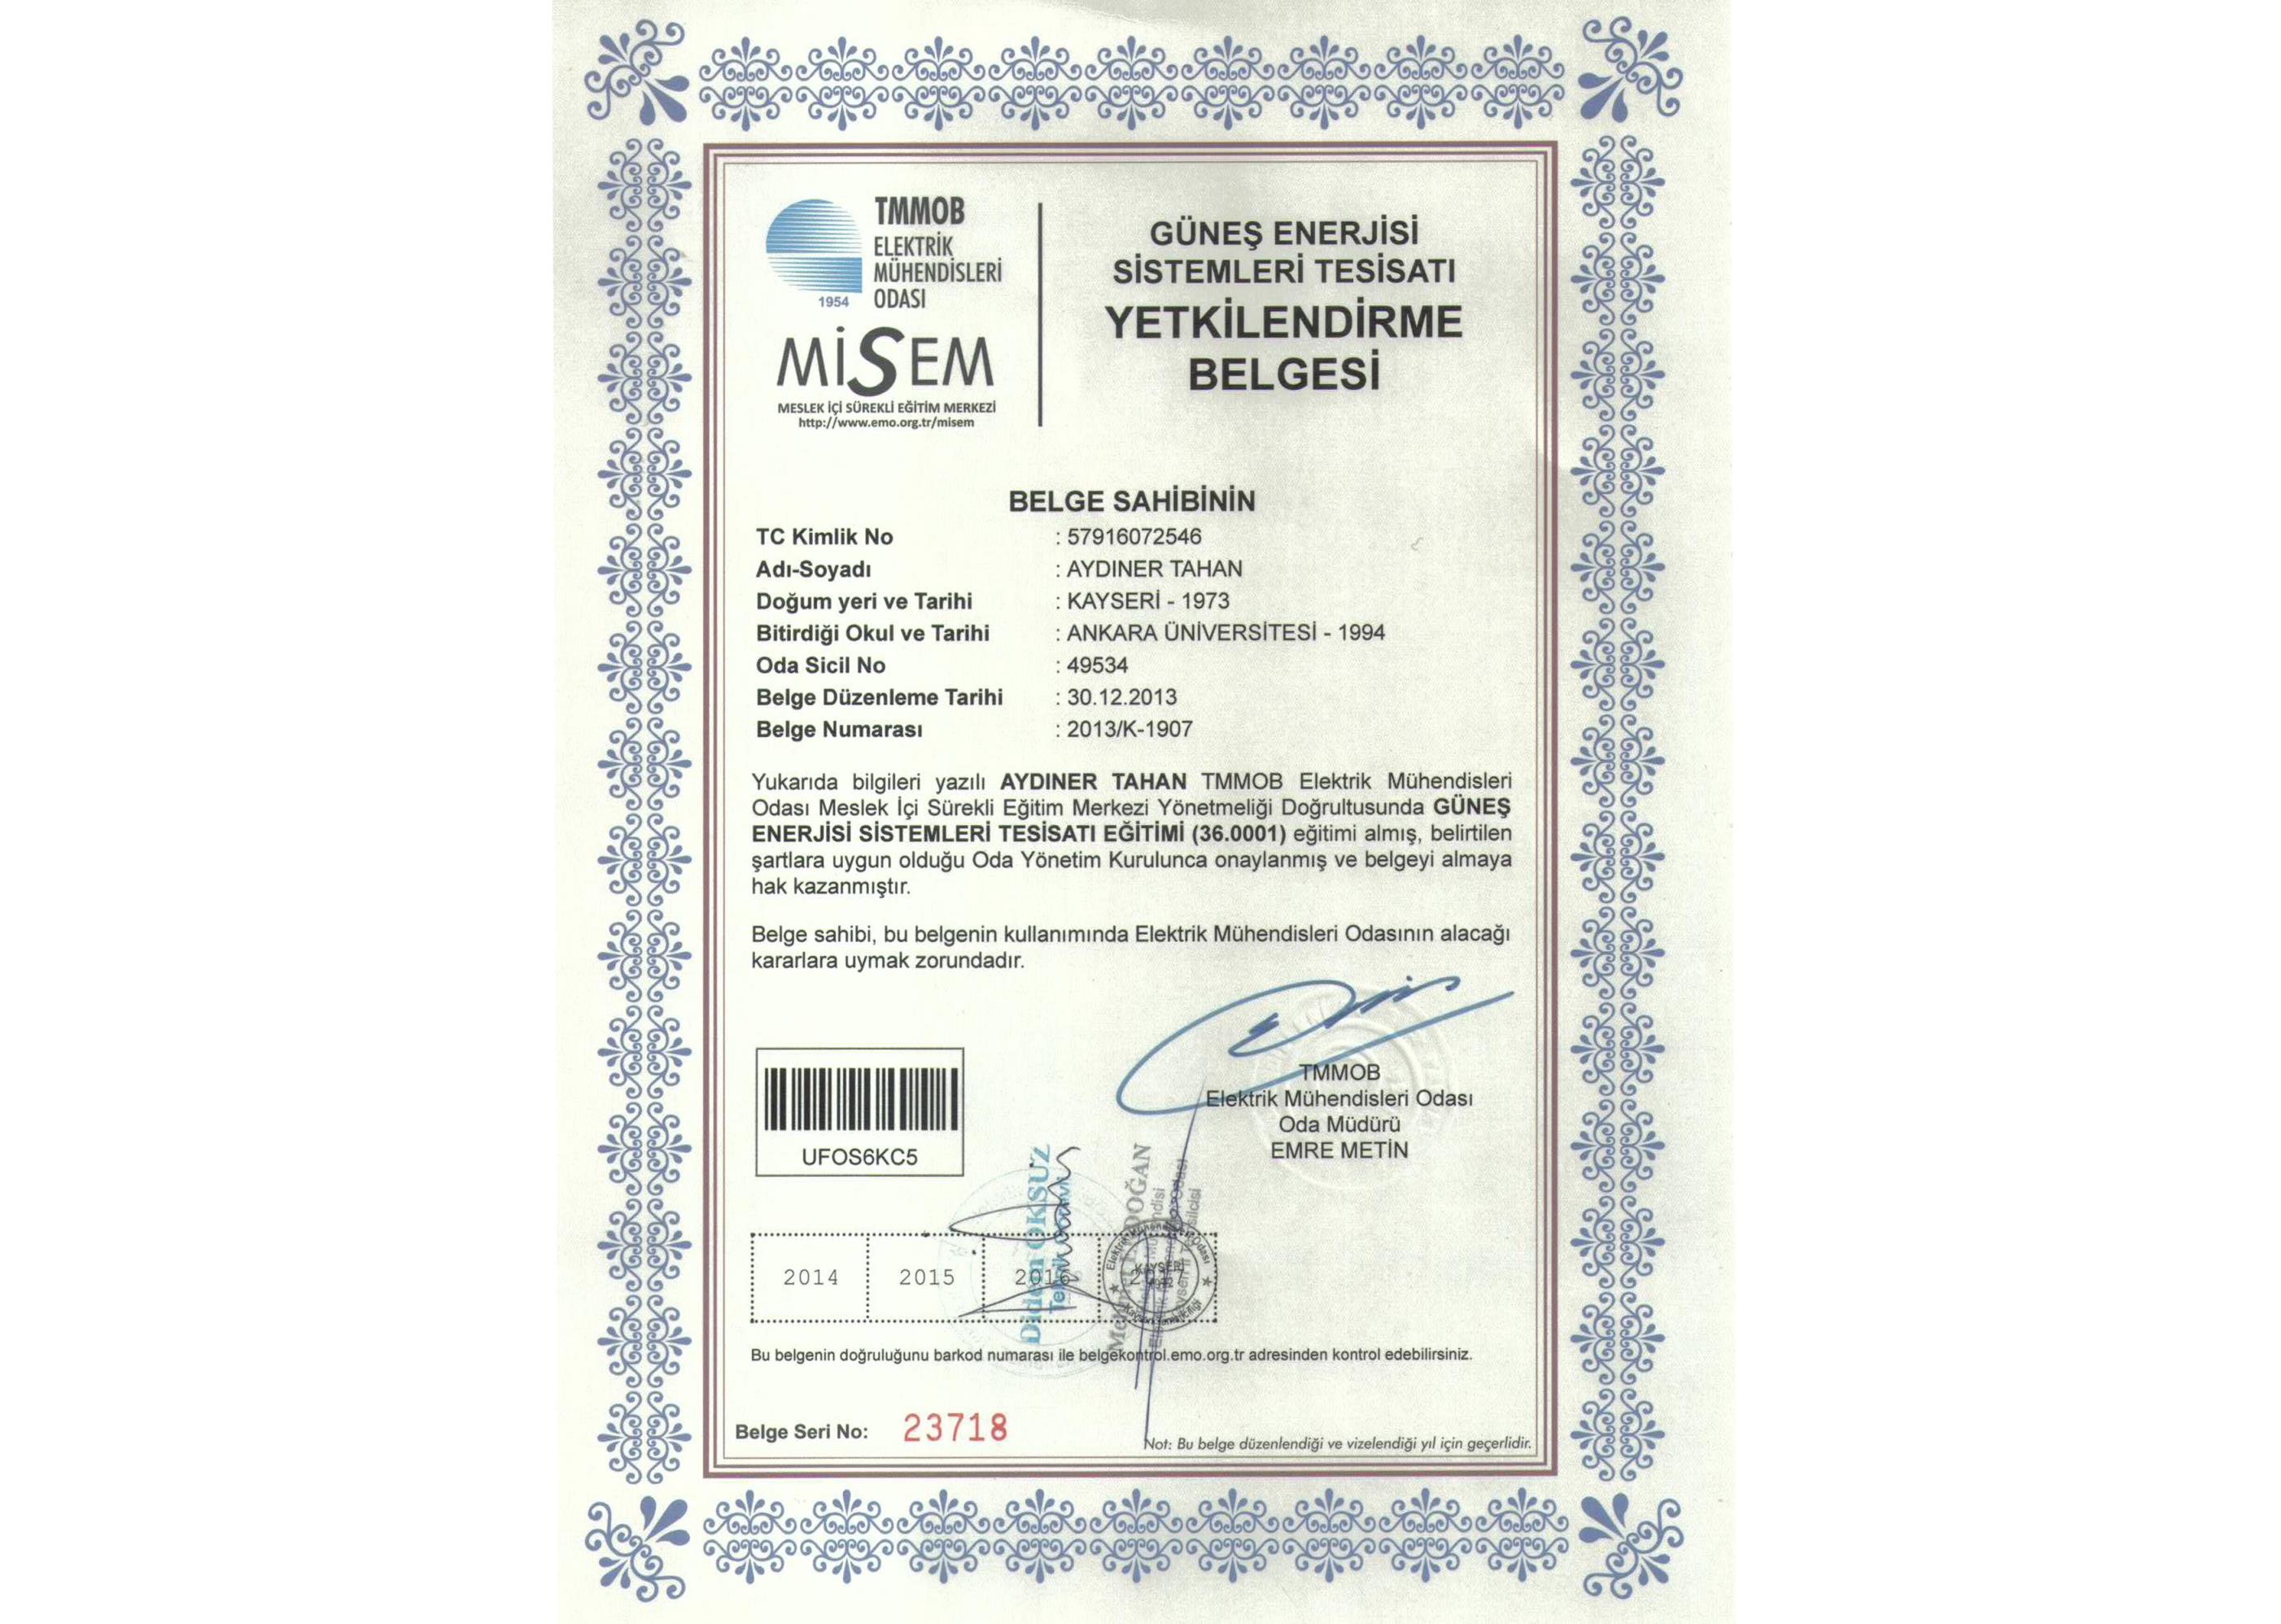 TMMOB
ELEKTRİK
MÜHENDİSLERİ
ODASI
1954
MİSEM
MESLEK İÇİ SÜREKLİ EĞİTİM MERKEZİ
http://www.emo.org.tr/misem
GÜNEŞ ENERJİSİ
SİSTEMLERİ TESİSATI
YETKİLENDİRME
BELGESİ
BELGE SAHİBİNİN
TC Kimlik No : 57916072546
Adı-Soyadı : AYDINER TAHAN
Doğum yeri ve Tarihi : KAYSERİ - 1973
Bitirdiği Okul ve Tarihi : ANKARA ÜNİVERSİTESİ - 1994
Oda Sicil No : 49534
Belge Düzenleme Tarihi : 30.12.2013
Belge Numarası : 2013/K-1907
Yukarıda bilgileri yazılı AYDINER TAHAN TMMOB Elektrik Mühendisleri
Odası Meslek İçi Sürekli Eğitim Merkezi Yönetmeliği Doğrultusunda GÜNEŞ
ENERJİSİ SİSTEMLERİ TESİSATI EĞİTİMİ (36.0001) eğitimi almış, belirtilen
şartlara uygun olduğu Oda Yönetim Kurulunca onaylanmış ve belgeyi almaya
hak kazanmıştır.
Belge sahibi, bu belgenin kullanımında Elektrik Mühendisleri Odasının alacağı
kararlara uymak zorundadır.
TMMOB
Elektrik Mühendisleri Odası
Oda Müdürü
EMRE METİN
UFOS6KC5
Didem ÖKSÜZ
2014 2015 2016
KAYSERİ
Bu belgenin doğruluğunu barkod numarası ile belgekontrol.emo.org.tr adresinden kontrol edebilirsiniz.
Belge Seri No: 23718
Not: Bu belge düzenlendiği ve vizelendiği yıl için geçerlidir.